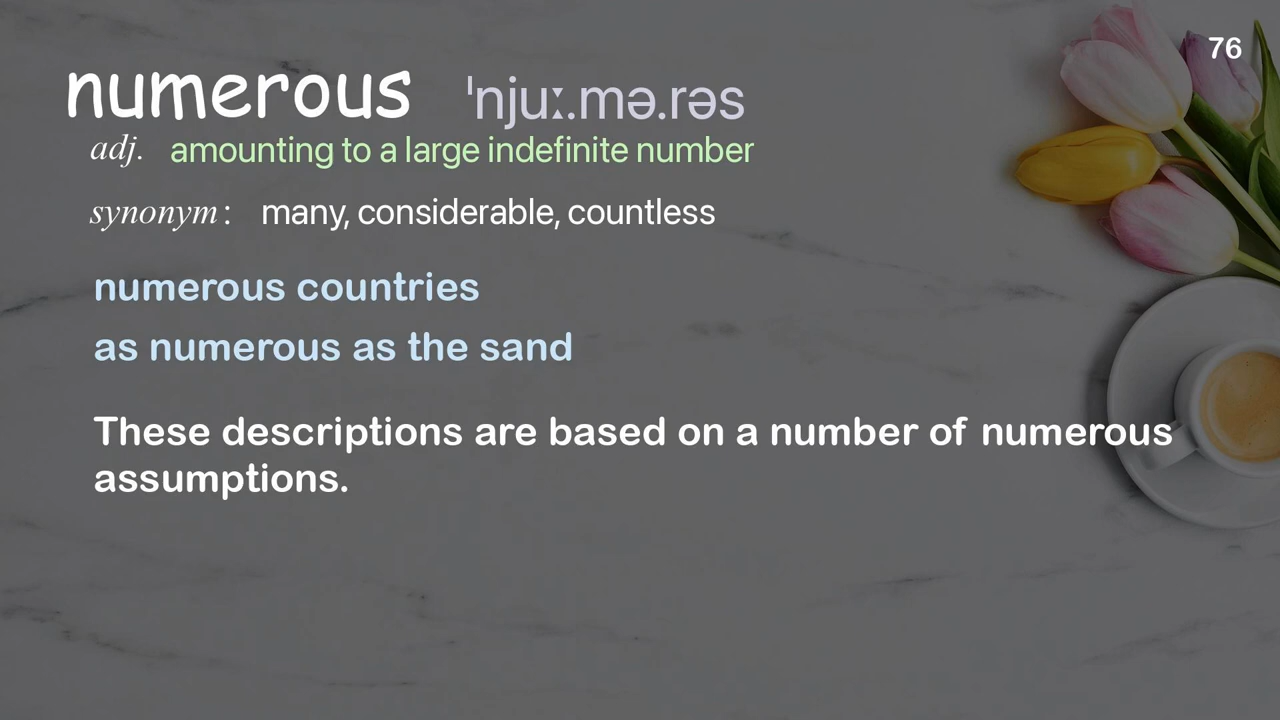 76
numerous ˈnjuː.mə.rəs
adj. amounting to a large indefinite number
synonym: many, considerable, countless
numerous countries
as numerous as the sand
These descriptions are based on a number of numerous
assumptions.